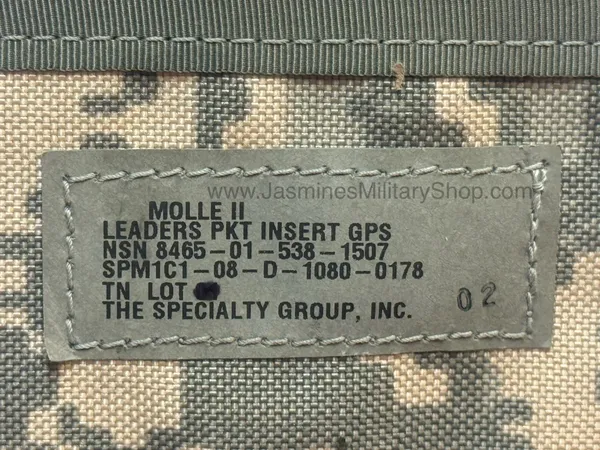 www.JasminesMilitaryShop.com
MOLLE II
LEADERS PKT INSERT GPS
NSN 8465-01-538-1507
SPM1C1-08-D-1080-0178
TN LOT
THE SPECIALTY GROUP, INC. 02